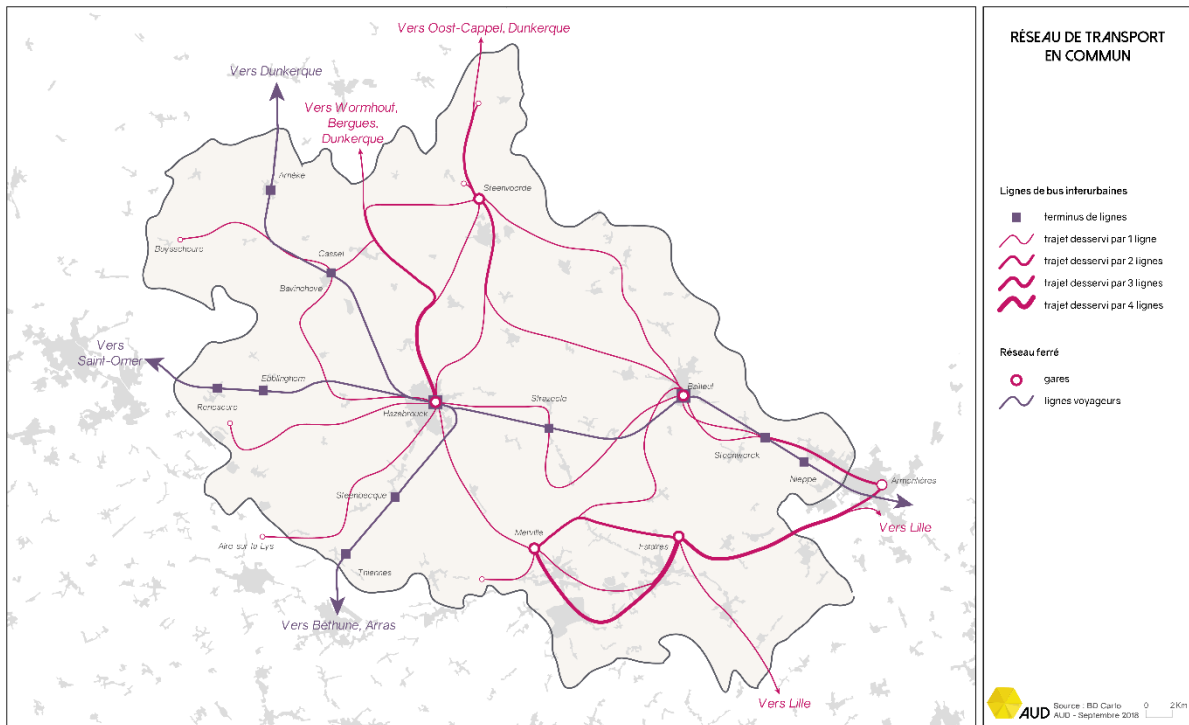 Vers Oost-Cappel, Dunkerque
Vers Dunkerque
Vers Wormhout,
Bergues,
Dunkerque
Arnèke
Steenvoorde
Buysscheure
Cassel
Bavinchove
Vers
Saint-Omer
Ebblinghem
Renescure
Hazebrouck
Strazeele
Bailleul
Steenwerck
Nieppe
Armentières
Vers Lille
Steenbecque
Merville
Estaires
Aire sur la Lys
Thiennes
Vers Béthune, Arras
Vers Lille
RÉSEAU DE TRANSPORT
EN COMMUN
Lignes de bus interurbaines
terminus de lignes
trajet desservi par 1 ligne
trajet desservi par 2 lignes
trajet desservi par 3 lignes
trajet desservi par 4 lignes
Réseau ferré
gares
lignes voyageurs
AUD
Source : BD Carto
AUD - Septembre 2018
0 2 Km